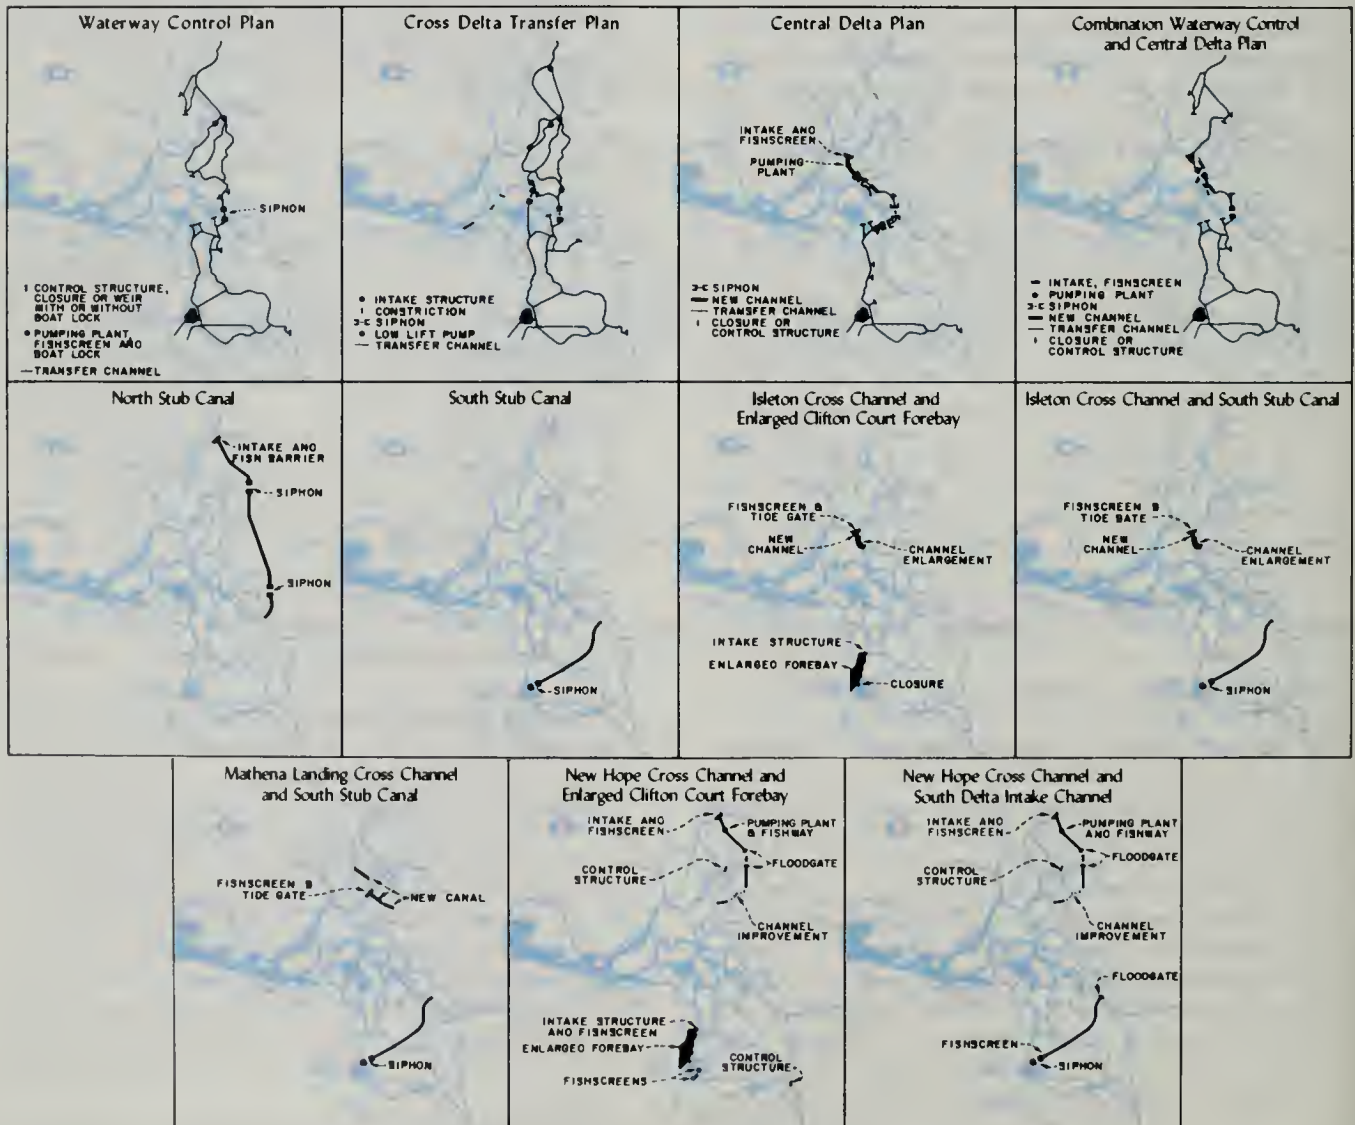 Waterway Control Plan
SIPHON
CONTROL STRUCTURE,
CLOSURE OR WEIR
WITH OR WITHOUT
BOAT LOCK
PUMPING PLANT,
FISHSCREEN AND
BOAT LOCK
TRANSFER CHANNEL
Cross Delta Transfer Plan
INTAKE STRUCTURE
CONSTRICTION
SIPHON
LOW LIFT PUMP
TRANSFER CHANNEL
Central Delta Plan
INTAKE AND
FISHSCREEN
PUMPING
PLANT
SIPHON
NEW CHANNEL
TRANSFER CHANNEL
CLOSURE OR
CONTROL STRUCTURE
Combination Waterway Control
and Central Delta Plan
INTAKE, FISHSCREEN
PUMPING PLANT
SIPHON
NEW CHANNEL
TRANSFER CHANNEL
CLOSURE OR
CONTROL STRUCTURE
North Stub Canal
INTAKE AND
FISH BARRIER
SIPHON
SIPHON
South Stub Canal
SIPHON
Isleton Cross Channel and
Enlarged Clifton Court Forebay
FISHSCREEN &
TIDE GATE
NEW
CHANNEL
CHANNEL
ENLARGEMENT
INTAKE STRUCTURE
ENLARGED FOREBAY
CLOSURE
Isleton Cross Channel and South Stub Canal
FISHSCREEN &
TIDE GATE
NEW
CHANNEL
CHANNEL
ENLARGEMENT
SIPHON
Mathena Landing Cross Channel
and South Stub Canal
FISHSCREEN &
TIDE GATE
NEW CANAL
SIPHON
New Hope Cross Channel and
Enlarged Clifton Court Forebay
INTAKE AND
FISHSCREEN
PUMPING PLANT
& FISHWAY
FLOODGATE
CONTROL
STRUCTURE
CHANNEL
IMPROVEMENT
INTAKE STRUCTURE
AND FISHSCREEN
ENLARGED FOREBAY
CONTROL
STRUCTURE
FISHSCREENS
New Hope Cross Channel and
South Delta Intake Channel
INTAKE AND
FISHSCREEN
PUMPING PLANT
AND FISHWAY
FLOODGATE
CONTROL
STRUCTURE
CHANNEL
IMPROVEMENT
FLOODGATE
FISHSCREEN
SIPHON